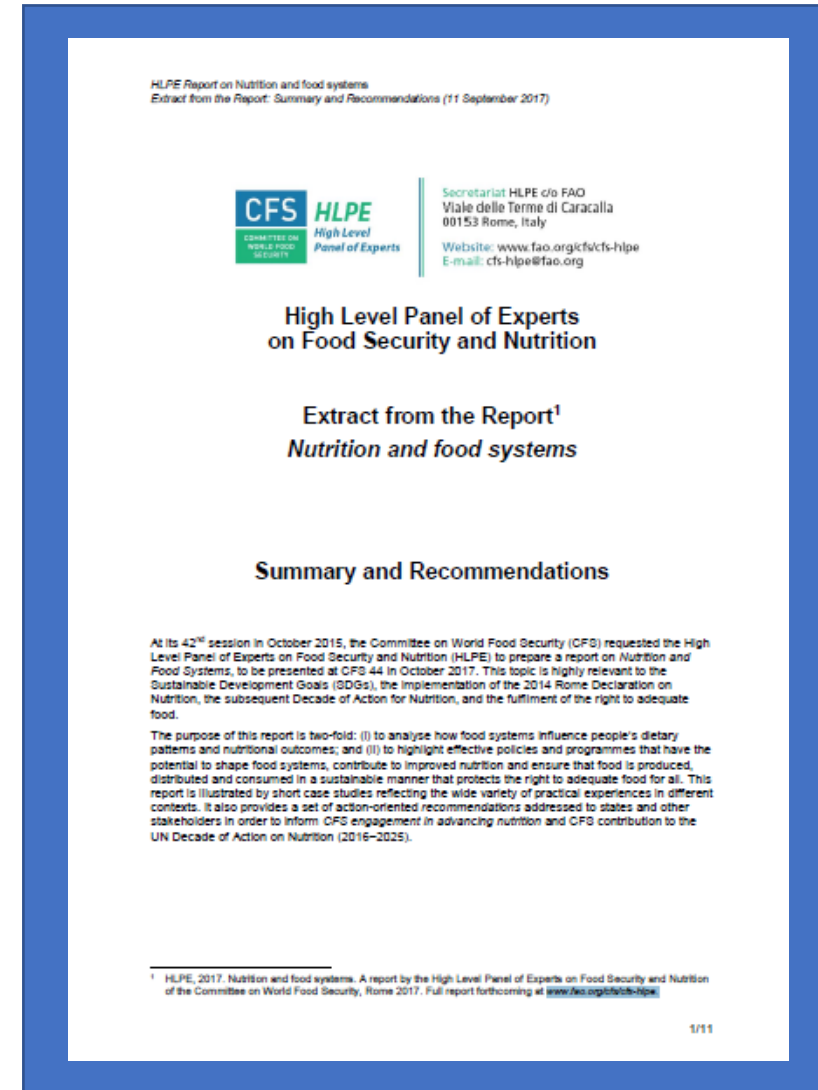 HLPE Report on Nutrition and food systems
Extract from the Report: Summary and Recommendations (11 September 2017)
CFS
COMMITTEE ON
WORLD FOOD
SECURITY
HLPE
High Level
Panel of Experts
Secretariat HLPE c/o FAO
Viale delle Terme di Caracalla
00153 Rome, Italy
Website: www.fao.org/cfs/cfs-hlpe
E-mail: cfs-hlpe@fao.org
High Level Panel of Experts
on Food Security and Nutrition
Extract from the Report¹
Nutrition and food systems
Summary and Recommendations
At its 42nd session in October 2015, the Committee on World Food Security (CFS) requested the High
Level Panel of Experts on Food Security and Nutrition (HLPE) to prepare a report on Nutrition and
Food Systems, to be presented at CFS 44 in October 2017. This topic is highly relevant to the
Sustainable Development Goals (SDGs), the implementation of the 2014 Rome Declaration on
Nutrition, the subsequent Decade of Action for Nutrition, and the fulfilment of the right to adequate
food.
The purpose of this report is two-fold: (i) to analyse how food systems influence people's dietary
patterns and nutritional outcomes; and (ii) to highlight effective policies and programmes that have the
potential to shape food systems, contribute to improved nutrition and ensure that food is produced,
distributed and consumed in a sustainable manner that protects the right to adequate food for all. This
report is illustrated by short case studies reflecting the wide variety of practical experiences in different
contexts. It also provides a set of action-oriented recommendations addressed to states and other
stakeholders in order to inform CFS engagement in advancing nutrition and CFS contribution to the
UN Decade of Action on Nutrition (2016–2025).
¹ HLPE, 2017. Nutrition and food systems. A report by the High Level Panel of Experts on Food Security and Nutrition
of the Committee on World Food Security, Rome 2017. Full report forthcoming at www.fao.org/cfs/cfs-hlpe.
1/11